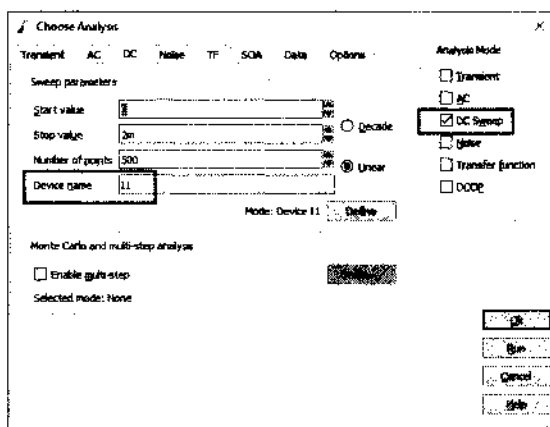 Choose Analysis
Transient AC DC Noise TF SOA Data Options
Sweep parameters
Start value
Stop value 2m
Number of points 500
Device name I1
Decade
Linear
Mode: Device I1 Define
Monte Carlo and multi-step analysis
Enable multi-step
Selected mode: None
Analysis Mode
Transient
AC
DC Sweep
Noise
Transfer function
DCOP
Ok
Run
Cancel
Help